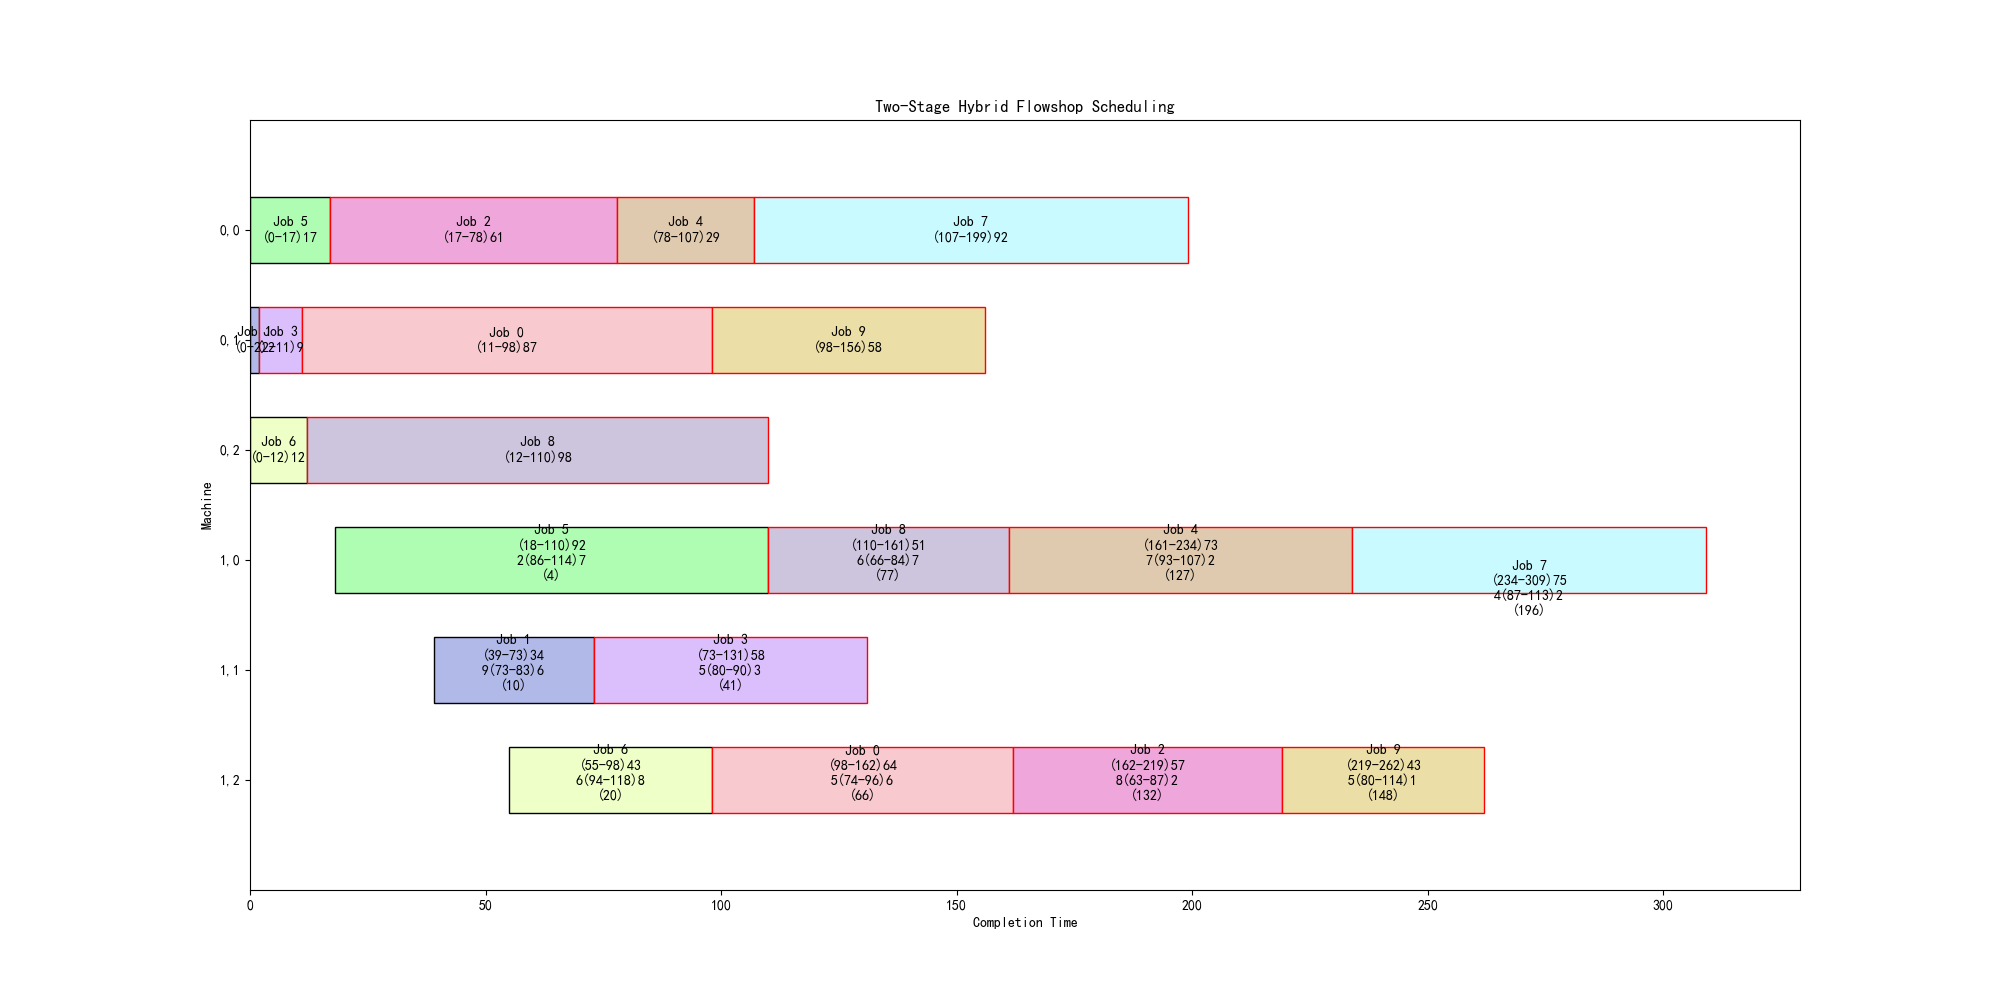 Two-Stage Hybrid Flowshop Scheduling
Machine
0,0
Job 5
(0-17)17
Job 2
(17-78)61
Job 4
(78-107)29
Job 7
(107-199)92
0,1
Job
Job 3
(2-11)9
Job 0
(11-98)87
Job 9
(98-156)58
0,2
Job 6
(0-12)12
Job 8
(12-110)98
1,0
Job 5
(18-110)92
2(86-114)7
(4)
Job 8
(110-161)51
6(66-84)7
(77)
Job 4
(161-234)73
7(93-107)2
(127)
Job 7
(234-309)75
4(87-113)2
(196)
1,1
Job 1
(39-73)34
9(73-83)6
(10)
Job 3
(73-131)58
5(80-90)3
(41)
1,2
Job 6
(55-98)43
6(94-118)8
(20)
Job 0
(98-162)64
5(74-96)6
(66)
Job 2
(162-219)57
8(63-87)2
(132)
Job 9
(219-262)43
5(80-114)1
(148)
0 50 100 150 200 250 300
Completion Time